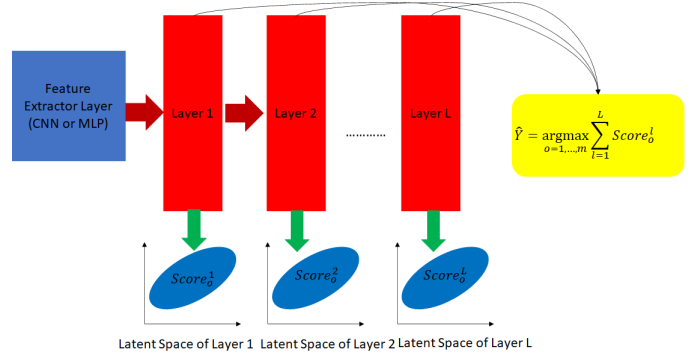 Feature
Extractor Layer
(CNN or MLP)
Layer 1
Layer 2
............
Layer L
Ŷ = argmax ∑ Score_o^l
o=1,...,m
L
l=1
Score_o^1
Score_o^2
Score_o^L
Latent Space of Layer 1
Latent Space of Layer 2
Latent Space of Layer L